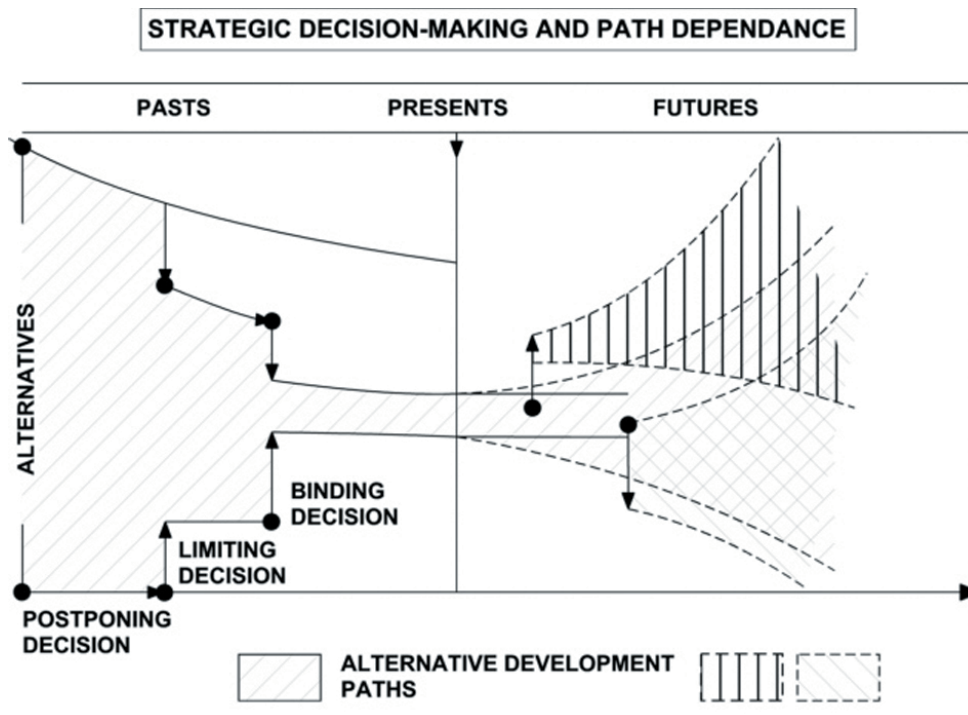 STRATEGIC DECISION-MAKING AND PATH DEPENDANCE
PASTS
PRESENTS
FUTURES
ALTERNATIVES
BINDING
DECISION
LIMITING
DECISION
POSTPONING
DECISION
ALTERNATIVE DEVELOPMENT
PATHS